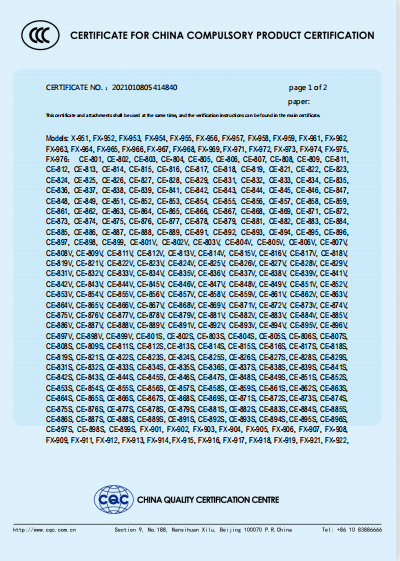 CERTIFICATE FOR CHINA COMPULSORY PRODUCT CERTIFICATION
CERTIFICATE NO. : 2021010805414840
page 1 of 2
paper:
This certificate and attachments shall be used at the same time, and the verification instructions can be found in the main certificate.
Models: X-951, FX-952, FX-953, FX-954, FX-955, FX-956, FX-957, FX-958, FX-959, FX-961, FX-962,
FX-963, FX-964, FX-965, FX-966, FX-967, FX-968, FX-969, FX-971, FX-972, FX-973, FX-974, FX-975,
FX-976; CE-801, CE-802, CE-803, CE-804, CE-805, CE-806, CE-807, CE-808, CE-809, CE-811,
CE-812, CE-813, CE-814, CE-815, CE-816, CE-817, CE-818, CE-819, CE-821, CE-822, CE-823,
CE-824, CE-825, CE-826, CE-827, CE-828, CE-829, CE-831, CE-832, CE-833, CE-834, CE-835,
CE-836, CE-837, CE-838, CE-839, CE-841, CE-842, CE-843, CE-844, CE-845, CE-846, CE-847,
CE-848, CE-849, CE-851, CE-852, CE-853, CE-854, CE-855, CE-856, CE-857, CE-858, CE-859,
CE-861, CE-862, CE-863, CE-864, CE-865, CE-866, CE-867, CE-868, CE-869, CE-871, CE-872,
CE-873, CE-874, CE-875, CE-876, CE-877, CE-878, CE-879, CE-881, CE-882, CE-883, CE-884,
CE-885, CE-886, CE-887, CE-888, CE-889, CE-891, CE-892, CE-893, CE-894, CE-895, CE-896,
CE-897, CE-898, CE-899, CE-801V, CE-802V, CE-803V, CE-804V, CE-805V, CE-806V, CE-807V,
CE-808V, CE-809V, CE-811V, CE-812V, CE-813V, CE-814V, CE-815V, CE-816V, CE-817V, CE-818V,
CE-819V, CE-821V, CE-822V, CE-823V, CE-824V, CE-825V, CE-826V, CE-827V, CE-828V, CE-829V,
CE-831V, CE-832V, CE-833V, CE-834V, CE-835V, CE-836V, CE-837V, CE-838V, CE-839V, CE-841V,
CE-842V, CE-843V, CE-844V, CE-845V, CE-846V, CE-847V, CE-848V, CE-849V, CE-851V, CE-852V,
CE-853V, CE-854V, CE-855V, CE-856V, CE-857V, CE-858V, CE-859V, CE-861V, CE-862V, CE-863V,
CE-864V, CE-865V, CE-866V, CE-867V, CE-868V, CE-869V, CE-871V, CE-872V, CE-873V, CE-874V,
CE-875V, CE-876V, CE-877V, CE-878V, CE-879V, CE-881V, CE-882V, CE-883V, CE-884V, CE-885V,
CE-886V, CE-887V, CE-888V, CE-889V, CE-891V, CE-892V, CE-893V, CE-894V, CE-895V, CE-896V,
CE-897V, CE-898V, CE-899V, CE-801S, CE-802S, CE-803S, CE-804S, CE-805S, CE-806S, CE-807S,
CE-808S, CE-809S, CE-811S, CE-812S, CE-813S, CE-814S, CE-815S, CE-816S, CE-817S, CE-818S,
CE-819S, CE-821S, CE-822S, CE-823S, CE-824S, CE-825S, CE-826S, CE-827S, CE-828S, CE-829S,
CE-831S, CE-832S, CE-833S, CE-834S, CE-835S, CE-836S, CE-837S, CE-838S, CE-839S, CE-841S,
CE-842S, CE-843S, CE-844S, CE-845S, CE-846S, CE-847S, CE-848S, CE-849S, CE-851S, CE-852S,
CE-853S, CE-854S, CE-855S, CE-856S, CE-857S, CE-858S, CE-859S, CE-861S, CE-862S, CE-863S,
CE-864S, CE-865S, CE-866S, CE-867S, CE-868S, CE-869S, CE-871S, CE-872S, CE-873S, CE-874S,
CE-875S, CE-876S, CE-877S, CE-878S, CE-879S, CE-881S, CE-882S, CE-883S, CE-884S, CE-885S,
CE-886S, CE-887S, CE-888S, CE-889S, CE-891S, CE-892S, CE-893S, CE-894S, CE-895S, CE-896S,
CE-897S, CE-898S, CE-899S, FX-901, FX-902, FX-903, FX-904, FX-905, FX-906, FX-907, FX-908,
FX-909, FX-911, FX-912, FX-913, FX-914, FX-915, FX-916, FX-917, FX-918, FX-919, FX-921, FX-922,
CQC
CHINA QUALITY CERTIFICATION CENTRE
http://www.cqc.com.cn Section 9, No.188, Nansihuan Xilu, Beijing 100070 P.R.China Tel: +86 10 83886666